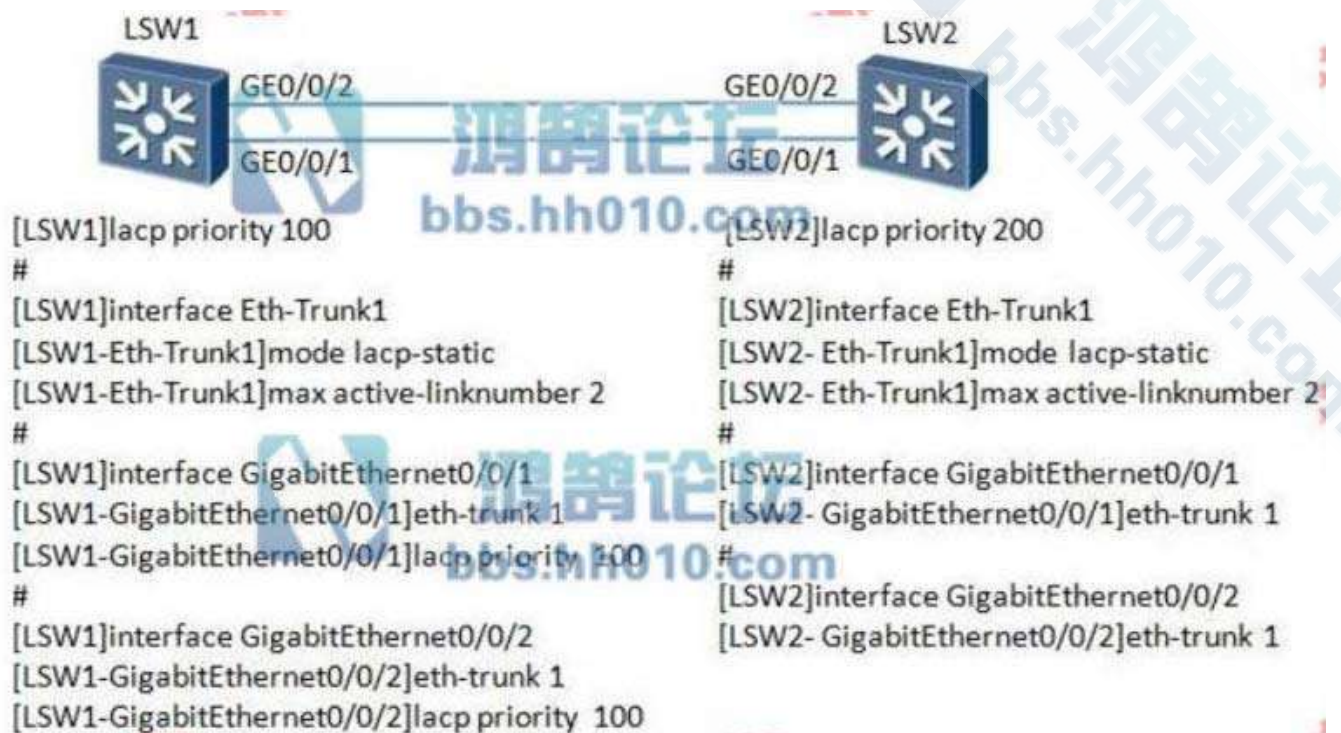 LSW1
LSW2
GE0/0/2
GE0/0/2
GE0/0/1
GE0/0/1
鸿鹄论坛
bbs.hh010.com
[LSW1]lacp priority 100
#
[LSW1]interface Eth-Trunk1
[LSW1-Eth-Trunk1]mode lacp-static
[LSW1-Eth-Trunk1]max active-linknumber 2
#
[LSW1]interface GigabitEthernet0/0/1
[LSW1-GigabitEthernet0/0/1]eth-trunk 1
[LSW1-GigabitEthernet0/0/1]lacp priority 100
#
[LSW1]interface GigabitEthernet0/0/2
[LSW1-GigabitEthernet0/0/2]eth-trunk 1
[LSW1-GigabitEthernet0/0/2]lacp priority 100
[LSW2]lacp priority 200
#
[LSW2]interface Eth-Trunk1
[LSW2- Eth-Trunk1]mode lacp-static
[LSW2- Eth-Trunk1]max active-linknumber 2
#
[LSW2]interface GigabitEthernet0/0/1
[LSW2- GigabitEthernet0/0/1]eth-trunk 1
#
[LSW2]interface GigabitEthernet0/0/2
[LSW2- GigabitEthernet0/0/2]eth-trunk 1
鸿鹄论坛
bbs.hh010.com
bbs.hh010.com